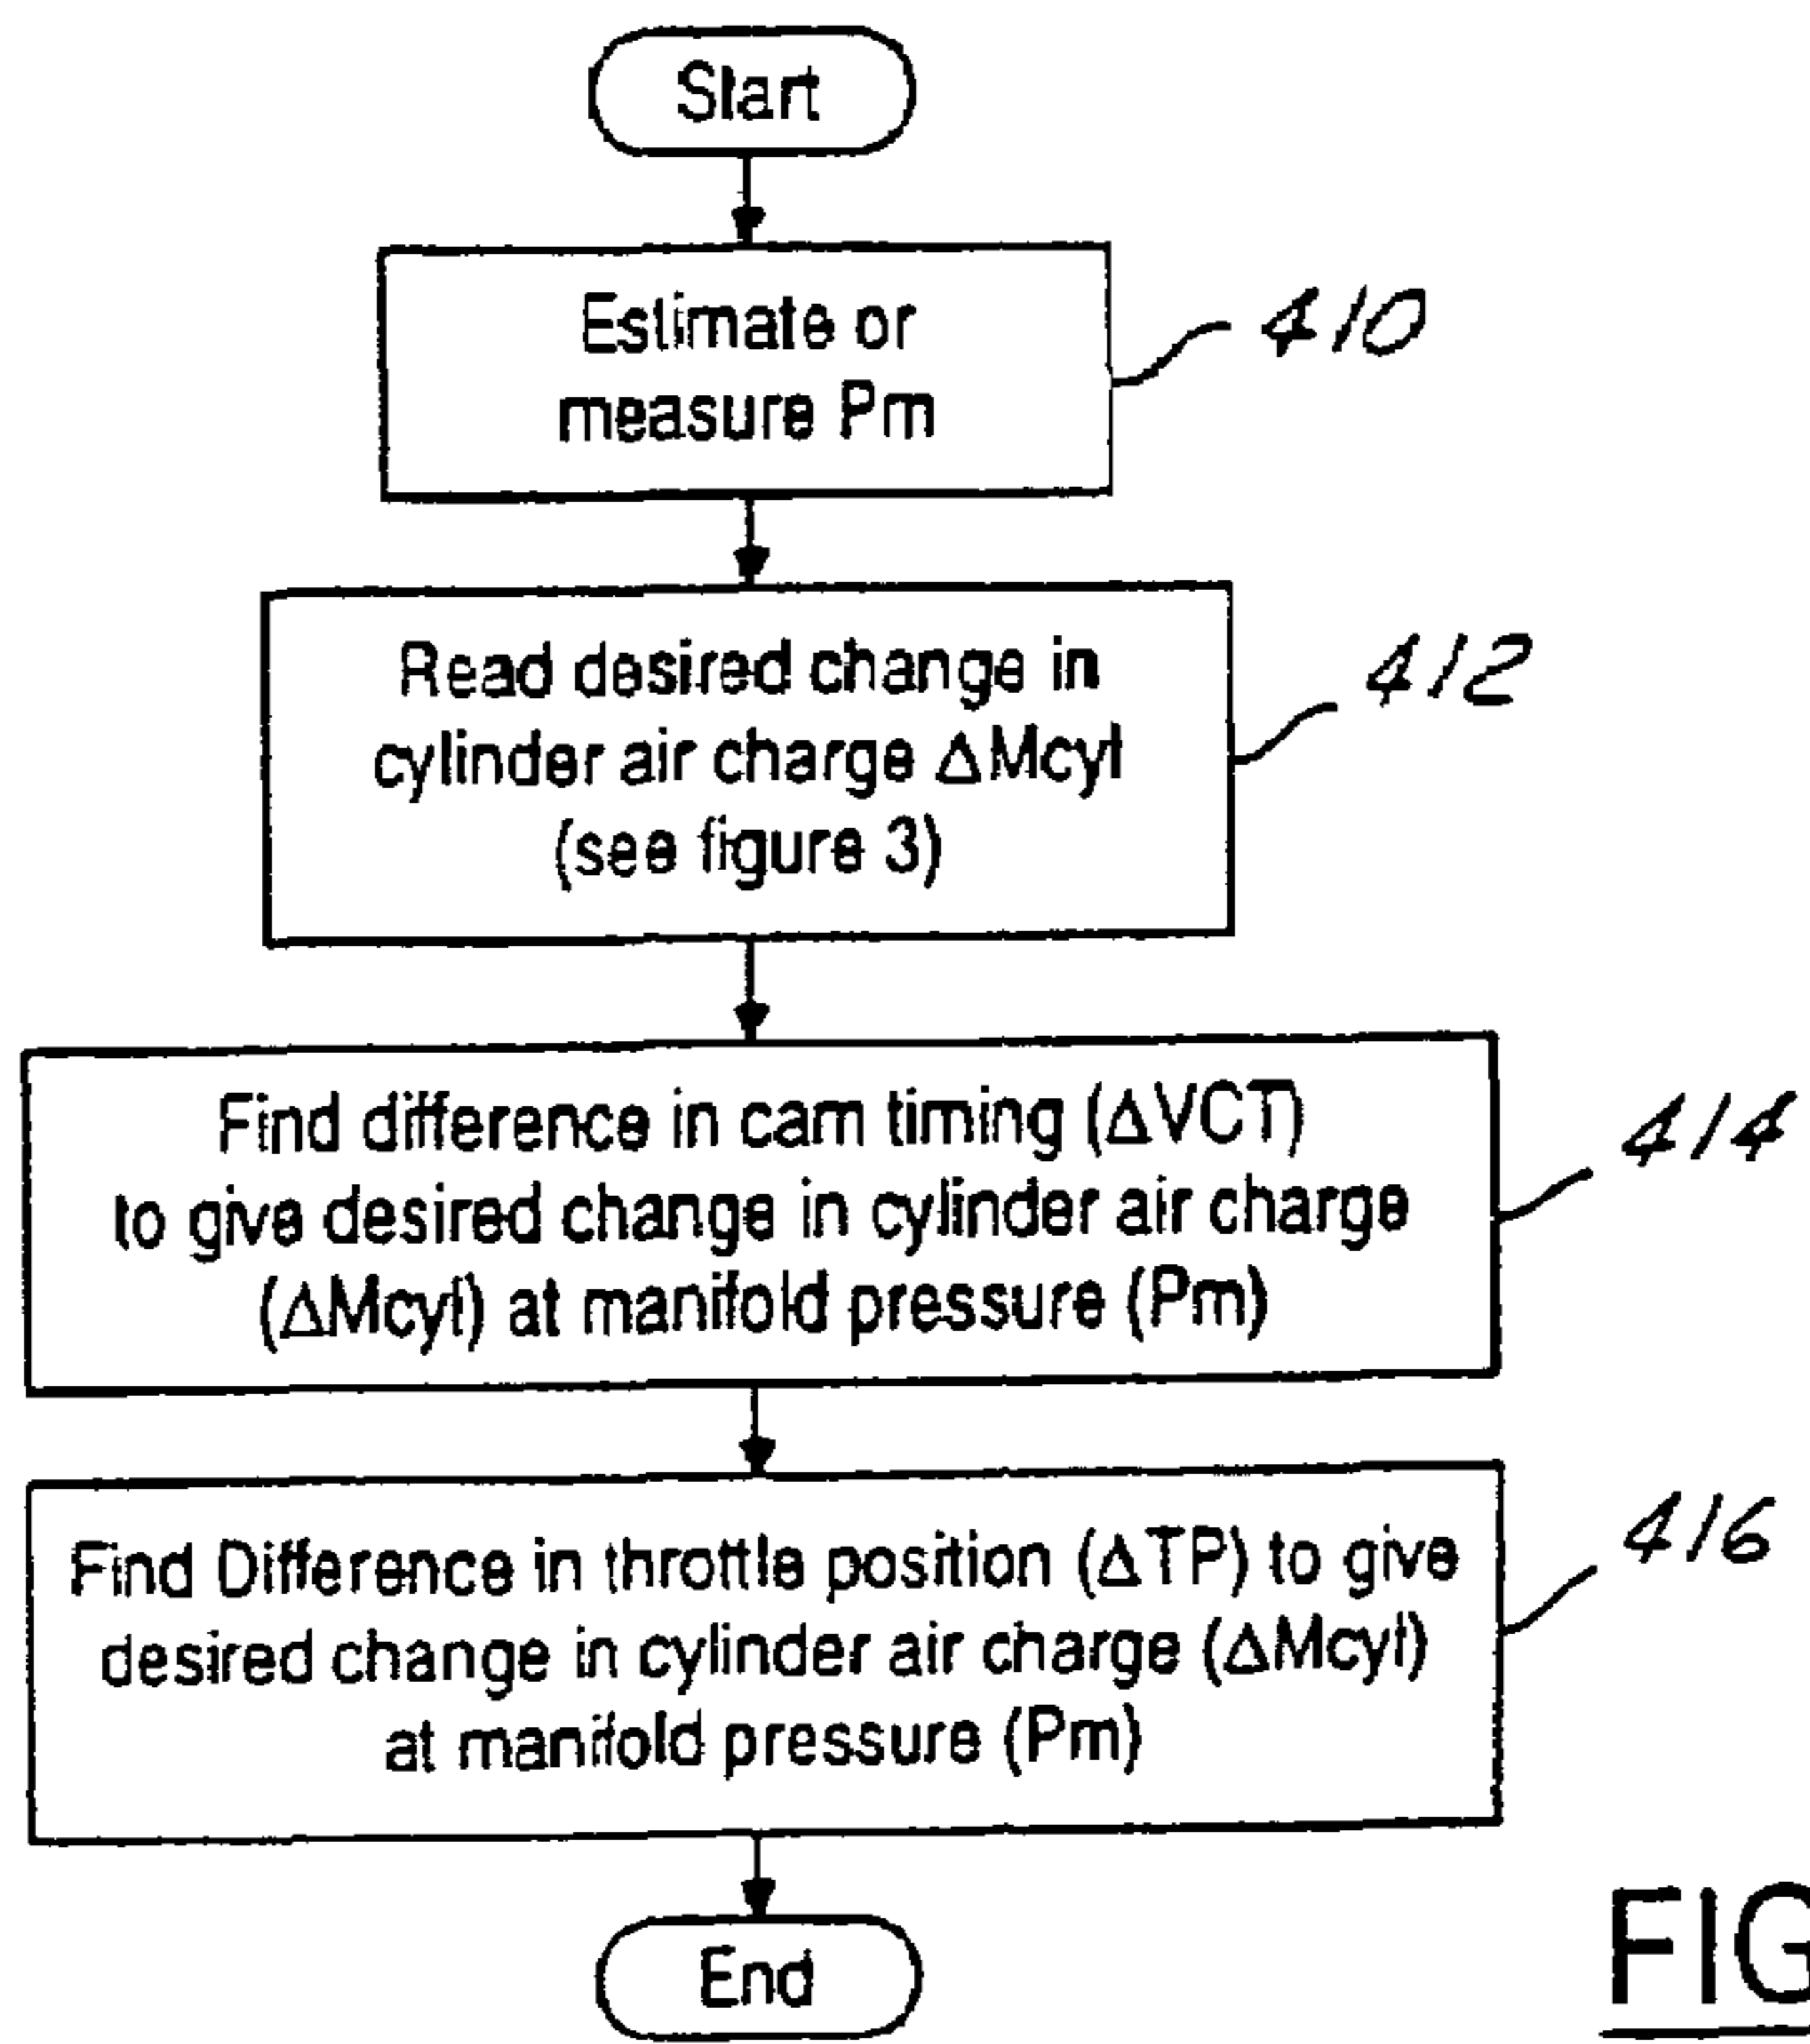 Start
Estimate or
measure Pm
410
Read desired change in
cylinder air charge ΔMcyl
(see figure 3)
412
Find difference in cam timing (ΔVCT)
to give desired change in cylinder air charge
(ΔMcyl) at manifold pressure (Pm)
414
Find Difference in throttle position (ΔTP) to give
desired change in cylinder air charge (ΔMcyl)
at manifold pressure (Pm)
416
End
FIG